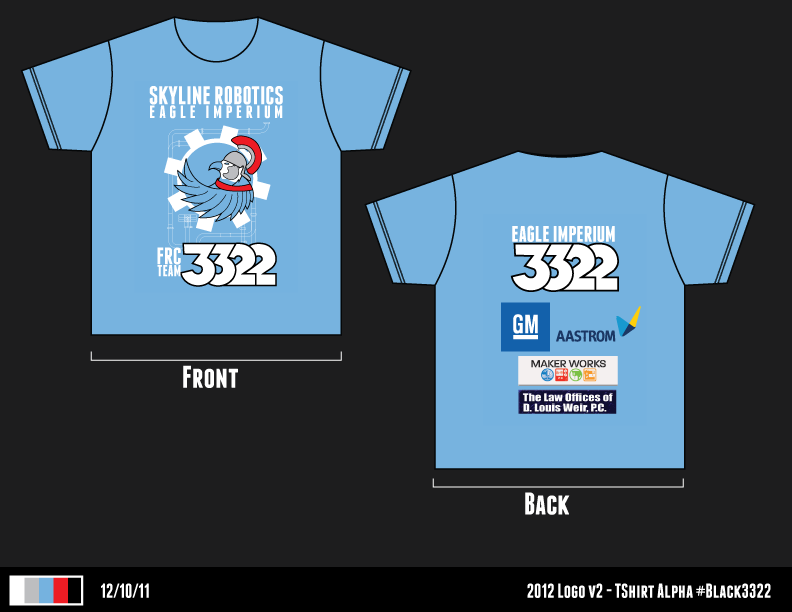 SKYLINE ROBOTICS
EAGLE IMPERIUM
FRC
TEAM
3322
FRONT
EAGLE IMPERIUM
3322
GM
AASTROM
MAKER WORKS
The Law Offices of
D. Louis Weir, P.C.
BACK
12/10/11
2012 LOGO V2 - TSHIRT ALPHA #BLACK3322